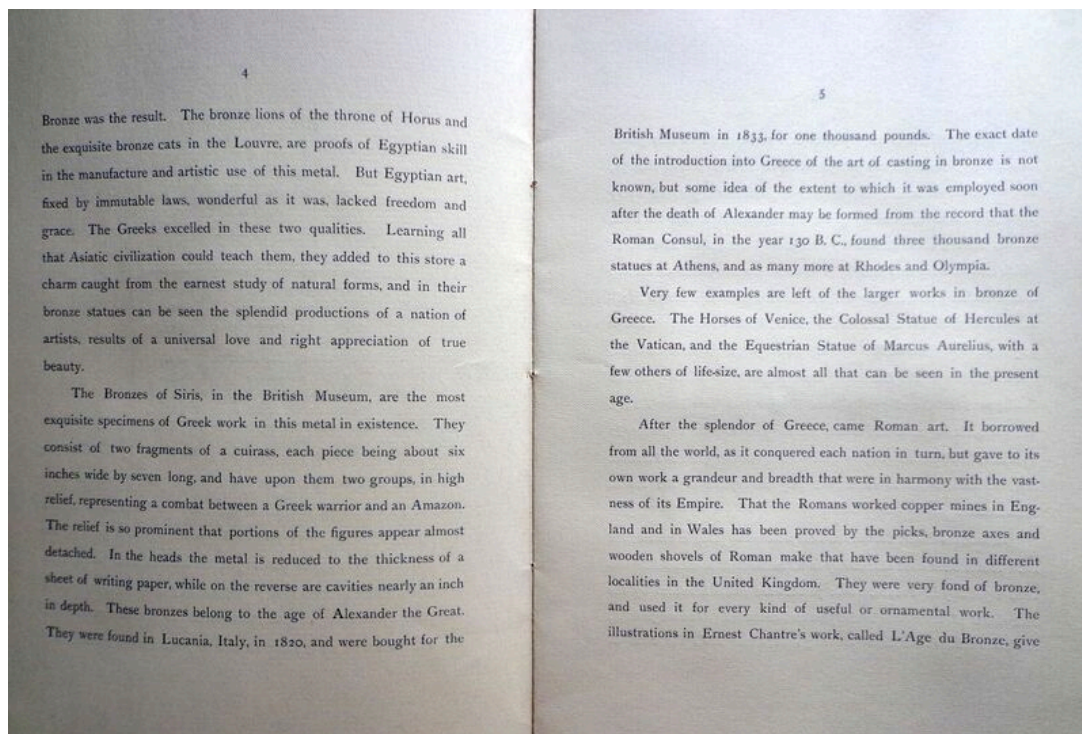 4
Bronze was the result. The bronze lions of the throne of Horus and
the exquisite bronze cats in the Louvre, are proofs of Egyptian skill
in the manufacture and artistic use of this metal. But Egyptian art,
fixed by immutable laws, wonderful as it was, lacked freedom and
grace. The Greeks excelled in these two qualities. Learning all
that Asiatic civilization could teach them, they added to this store a
charm caught from the earnest study of natural forms, and in their
bronze statues can be seen the splendid productions of a nation of
artists, results of a universal love and right appreciation of true
beauty.
The Bronzes of Siris, in the British Museum, are the most
exquisite specimens of Greek work in this metal in existence. They
consist of two fragments of a cuirass, each piece being about six
inches wide by seven long, and have upon them two groups, in high
relief, representing a combat between a Greek warrior and an Amazon.
The relief is so prominent that portions of the figures appear almost
detached. In the heads the metal is reduced to the thickness of a
sheet of writing paper, while on the reverse are cavities nearly an inch
in depth. These bronzes belong to the age of Alexander the Great.
They were found in Lucania, Italy, in 1820, and were bought for the
5
British Museum in 1833, for one thousand pounds. The exact date
of the introduction into Greece of the art of casting in bronze is not
known, but some idea of the extent to which it was employed soon
after the death of Alexander may be formed from the record that the
Roman Consul, in the year 130 B. C., found three thousand bronze
statues at Athens, and as many more at Rhodes and Olympia.
Very few examples are left of the larger works in bronze of
Greece. The Horses of Venice, the Colossal Statue of Hercules at
the Vatican, and the Equestrian Statue of Marcus Aurelius, with a
few others of life-size, are almost all that can be seen in the present
age.
After the splendor of Greece, came Roman art. It borrowed
from all the world, as it conquered each nation in turn, but gave to its
own work a grandeur and breadth that were in harmony with the vast-
ness of its Empire. That the Romans worked copper mines in Eng-
land and in Wales has been proved by the picks, bronze axes and
wooden shovels of Roman make that have been found in different
localities in the United Kingdom. They were very fond of bronze,
and used it for every kind of useful or ornamental work. The
illustrations in Ernest Chantre's work, called L'Age du Bronze, give